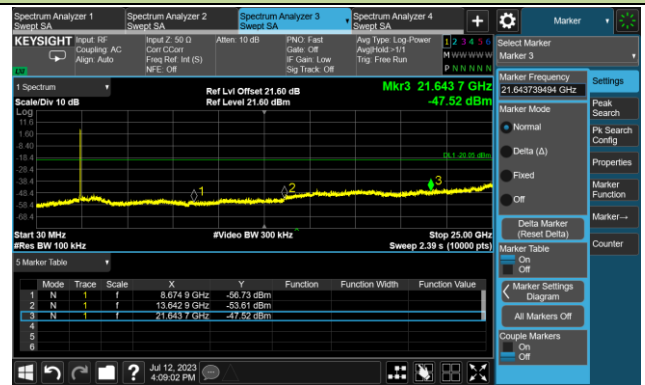 Spectrum Analyzer 1
Swept SA
Spectrum Analyzer 2
Swept SA
Spectrum Analyzer 3
Swept SA
Spectrum Analyzer 4
Swept SA
+
Marker
KEYSIGHT
Input: RF
Coupling: AC
Align: Auto
Input Z: 50 Ω
Corr CCorr
Freq Ref: Int (S)
NFE: Off
Atten: 10 dB
PNO: Fast
Gate: Off
IF Gain: Low
Sig Track: Off
Avg Type: Log-Power
Avg|Hold:>1/1
Trig: Free Run
1 2 3 4 5 6
M W W W W W
P N N N N N
Select Marker
Marker 3
LXI
1 Spectrum
Scale/Div 10 dB
Ref Lvl Offset 21.60 dB
Ref Level 21.60 dBm
Mkr3 21.643 7 GHz
-47.52 dBm
Log
11.6
1.60
-8.40
-18.4
-28.4
-38.4
-48.4
-58.4
-68.4
DL1 -20.05 dBm
1
2
3
Start 30 MHz
#Res BW 100 kHz
#Video BW 300 kHz
Stop 25.00 GHz
Sweep 2.39 s (10000 pts)
5 Marker Table
Mode Trace Scale X Y Function Function Width Function Value
1 N 1 f 8.674 9 GHz -56.73 dBm
2 N 1 f 13.642 9 GHz -53.61 dBm
3 N 1 f 21.643 7 GHz -47.52 dBm
4
5
6
Marker Frequency
21.643739494 GHz
Marker Mode
Normal
Delta (Δ)
Fixed
Off
Delta Marker
(Reset Delta)
Marker Table
On
Off
Marker Settings
Diagram
All Markers Off
Couple Markers
On
Off
Settings
Peak
Search
Pk Search
Config
Properties
Marker
Function
Marker→
Counter
?
Jul 12, 2023
4:09:02 PM